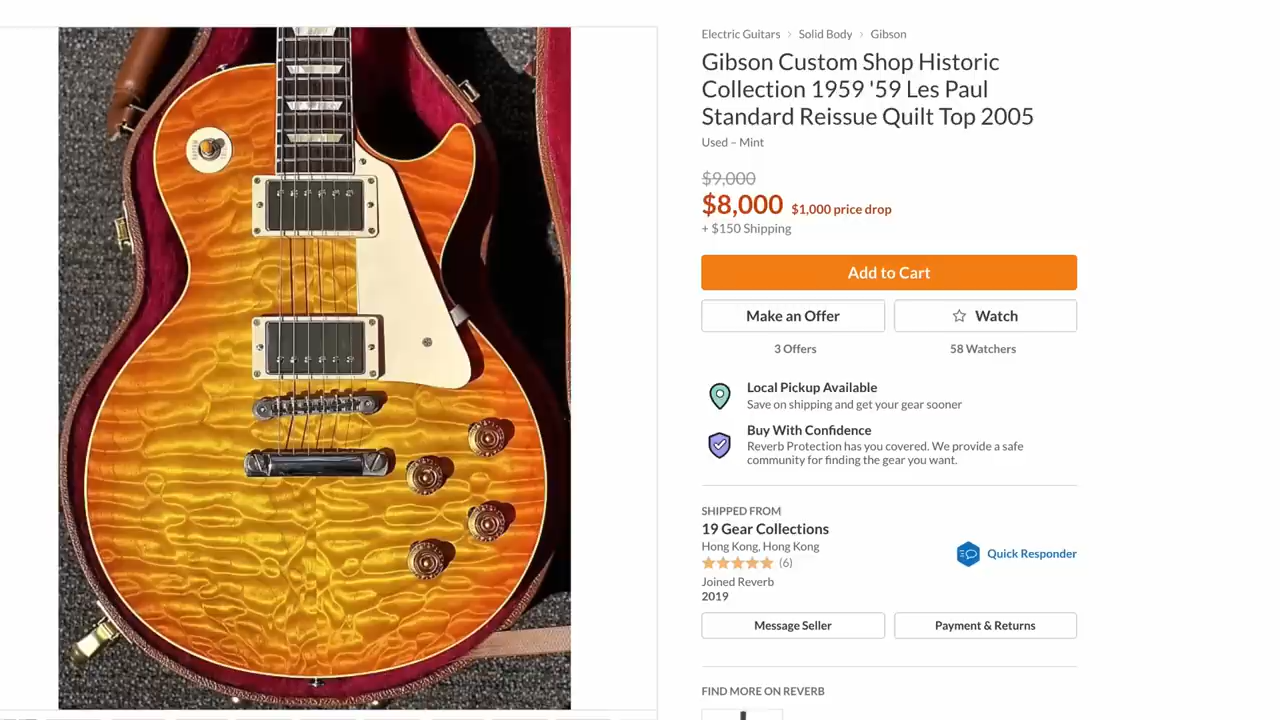 Electric Guitars > Solid Body > Gibson
Gibson Custom Shop Historic
Collection 1959 '59 Les Paul
Standard Reissue Quilt Top 2005
Used – Mint
$9,000
$8,000 $1,000 price drop
+ $150 Shipping
Add to Cart
Make an Offer
Watch
3 Offers
58 Watchers
Local Pickup Available
Save on shipping and get your gear sooner
Buy With Confidence
Reverb Protection has you covered. We provide a safe
community for finding the gear you want.
SHIPPED FROM
19 Gear Collections
Hong Kong, Hong Kong
(6)
Quick Responder
Joined Reverb
2019
Message Seller
Payment & Returns
FIND MORE ON REVERB